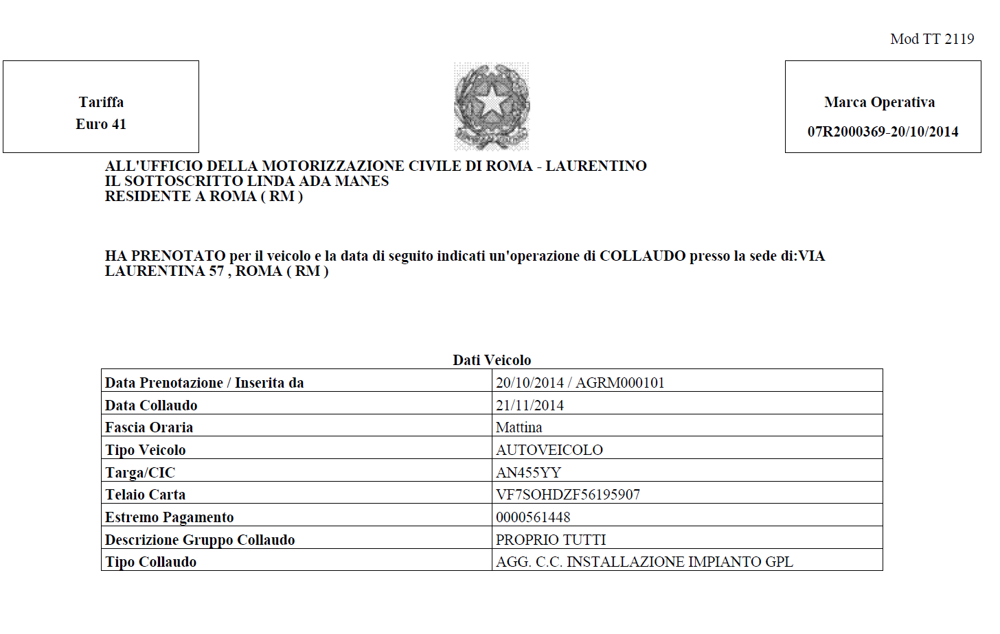 Mod TT 2119
Tariffa
Euro 41
Marca Operativa
07R2000369-20/10/2014
ALL'UFFICIO DELLA MOTORIZZAZIONE CIVILE DI ROMA - LAURENTINO
IL SOTTOSCRITTO LINDA ADA MANES
RESIDENTE A ROMA ( RM )
HA PRENOTATO per il veicolo e la data di seguito indicati un'operazione di COLLAUDO presso la sede di:VIA
LAURENTINA 57 , ROMA ( RM )
Dati Veicolo
Data Prenotazione / Inserita da 20/10/2014 / AGRM000101
Data Collaudo 21/11/2014
Fascia Oraria Mattina
Tipo Veicolo AUTOVEICOLO
Targa/CIC AN455YY
Telaio Carta VF7SOHDZF56195907
Estremo Pagamento 0000561448
Descrizione Gruppo Collaudo PROPRIO TUTTI
Tipo Collaudo AGG. C.C. INSTALLAZIONE IMPIANTO GPL